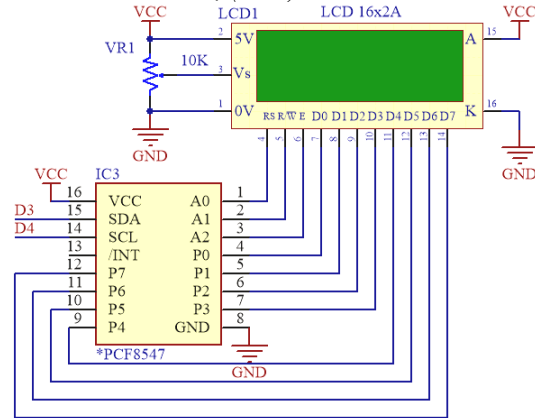 VCC
LCD1
LCD 16x2A
VCC
VR1
10K
2
5V
A
15
3
Vs
1
0V
K
16
RS R/W E D0 D1 D2 D3 D4 D5 D6 D7
4 5 6 7 8 9 10 11 12 13 14
GND
GND
VCC
IC3
16
VCC
A0
1
D3
15
SDA
A1
2
D4
14
SCL
A2
3
13
/INT
P0
4
12
P7
P1
5
11
P6
P2
6
10
P5
P3
7
9
P4
GND
8
*PCF8547
GND